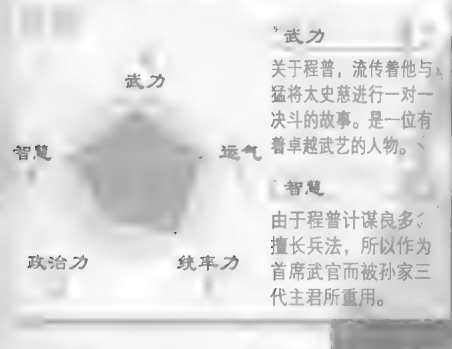 武力
智慧
运气
政治力
统率力
武力
关于程普，流传着他与
猛将太史慈进行一对一
决斗的故事。是一位有
着卓越武艺的人物。
智慧
由于程普计谋良多、
擅长兵法，所以作为
首席武官而被孙家三
代主君所重用。